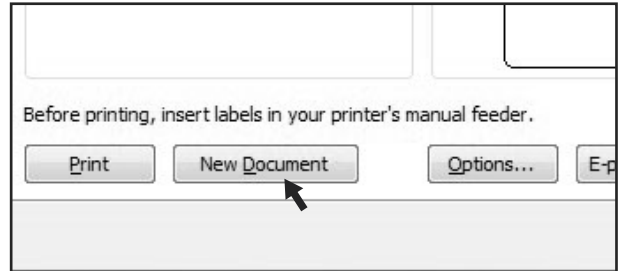 Before printing, insert labels in your printer's manual feeder.
Print New Document Options... E-p